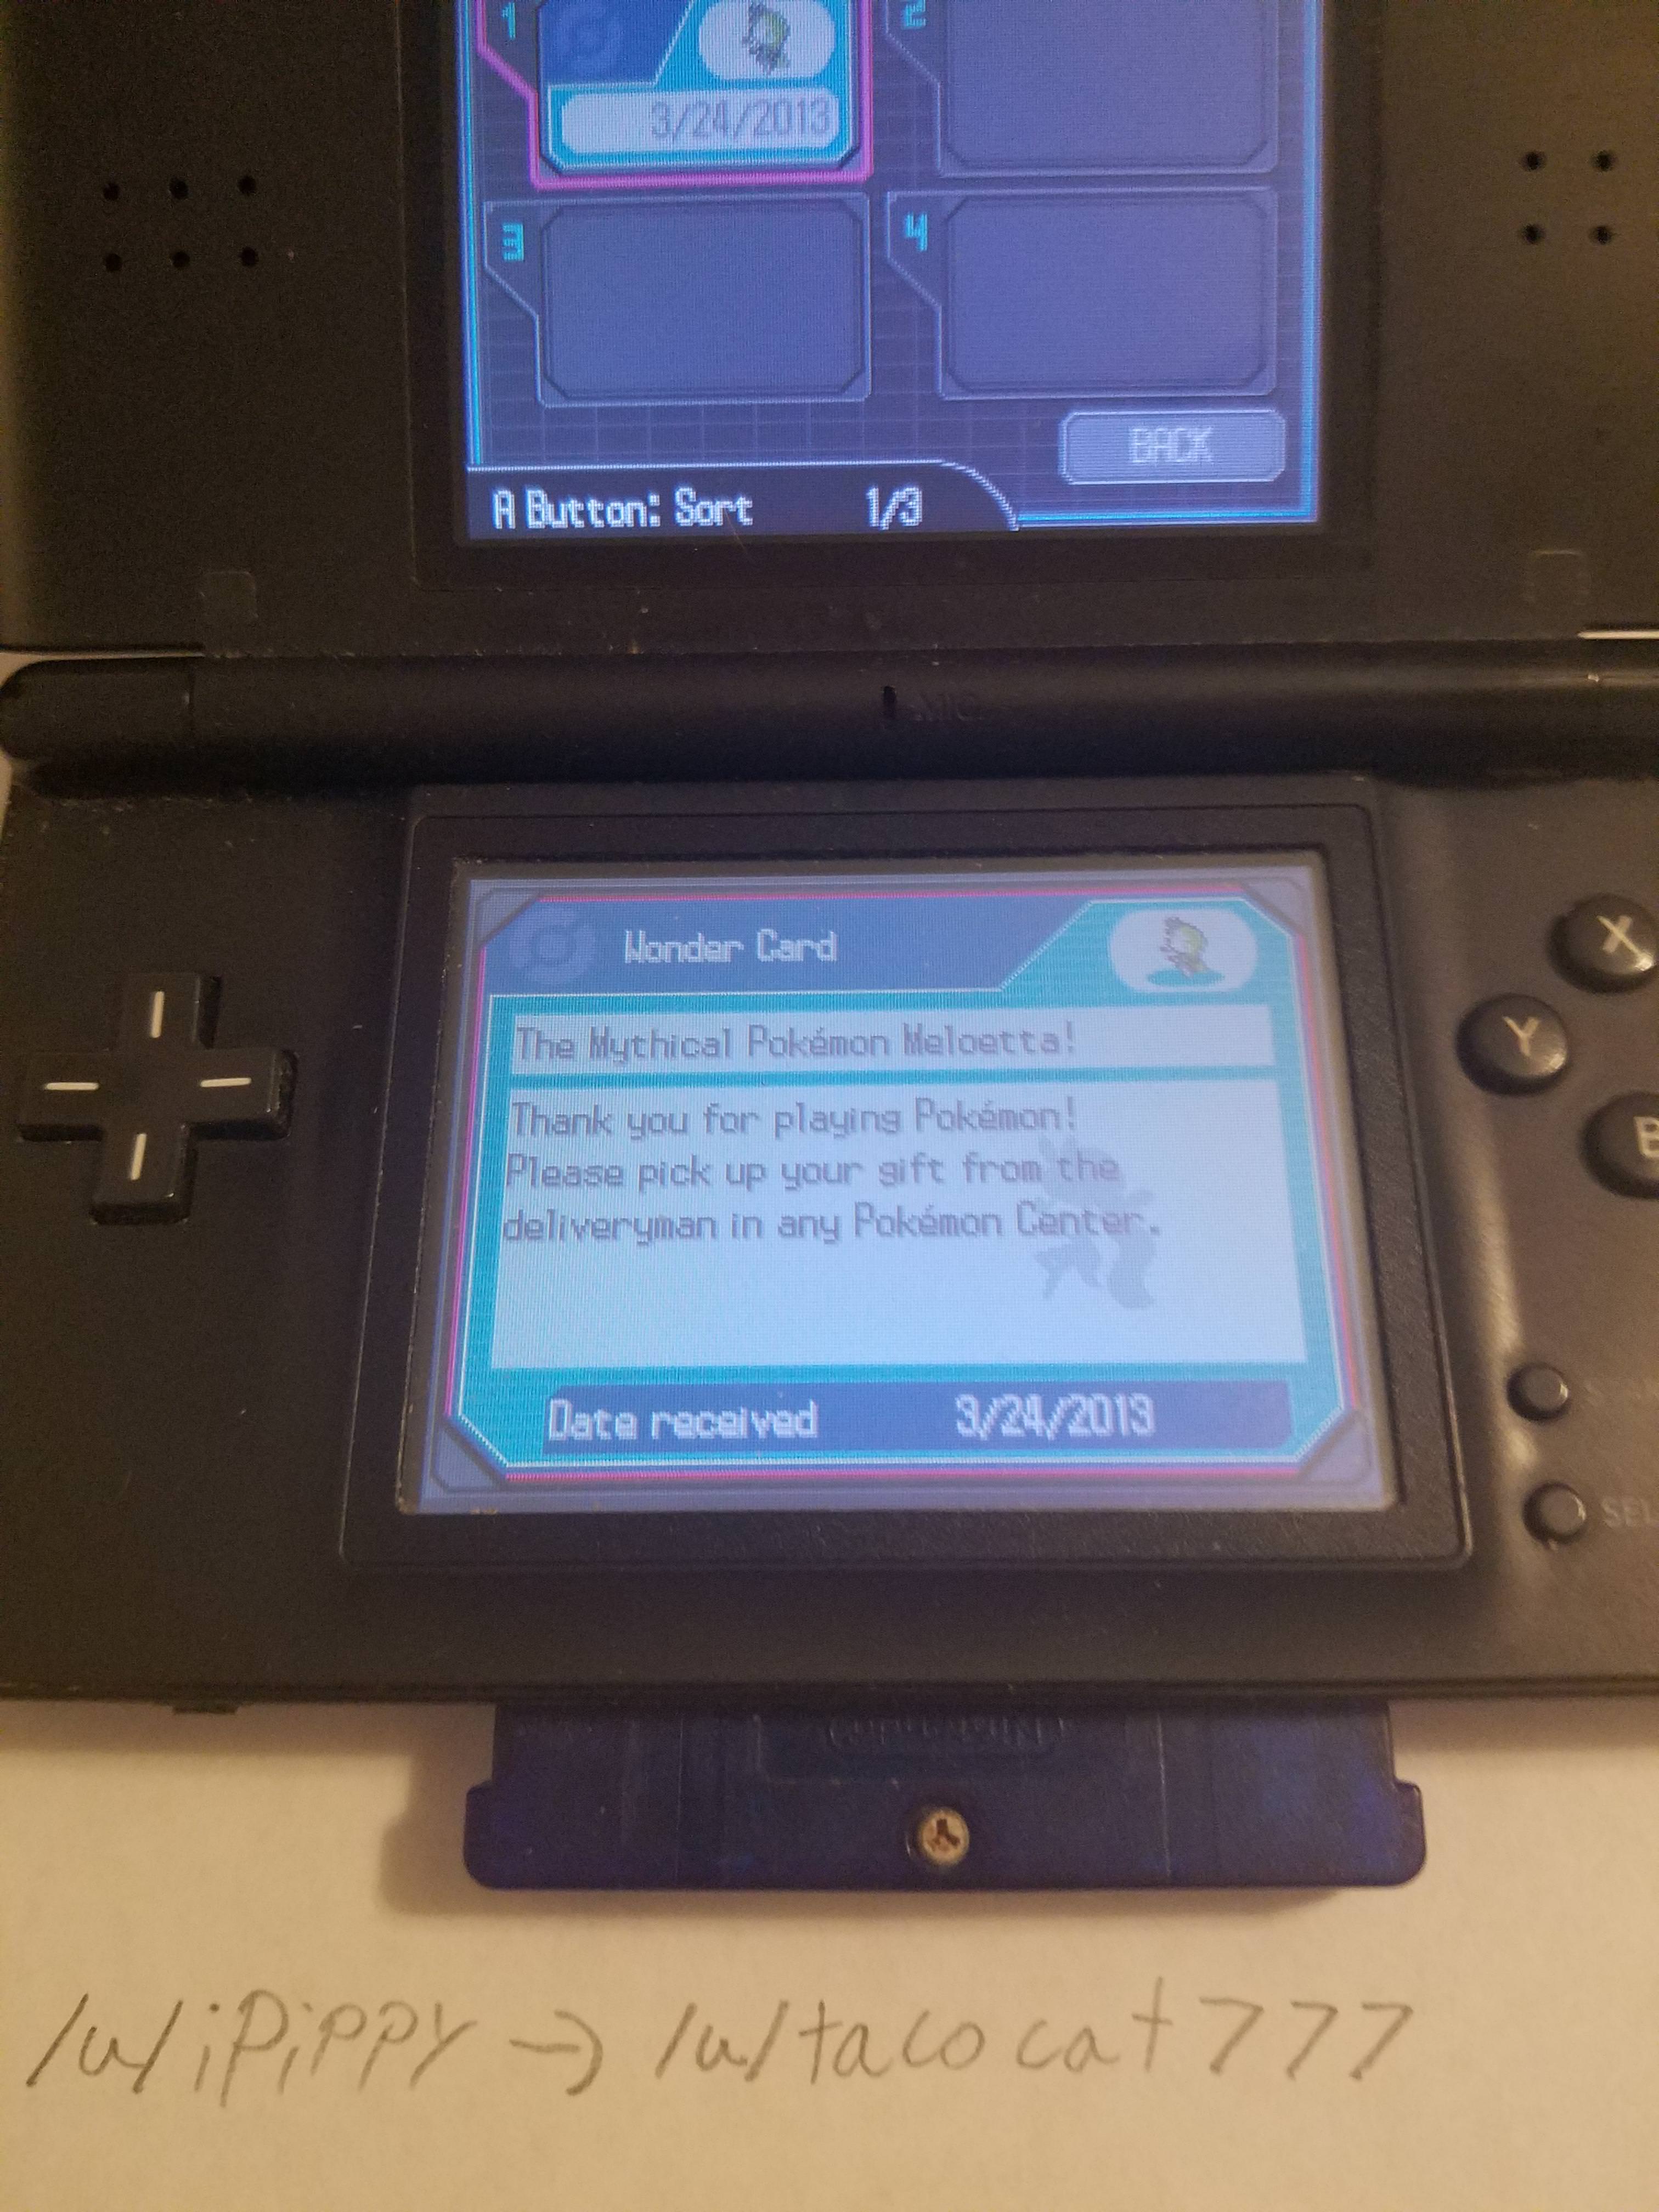 1
2
3/24/2013
3
4
BACK
A Button: Sort 1/3
MIC
Wonder Card
The Mythical Pokémon Meloetta!
Thank you for playing Pokémon!
Please pick up your gift from the
deliveryman in any Pokémon Center.
Date received 3/24/2013
X
Y
B
Nintendo
/u/iPippy → /u/tacocat777